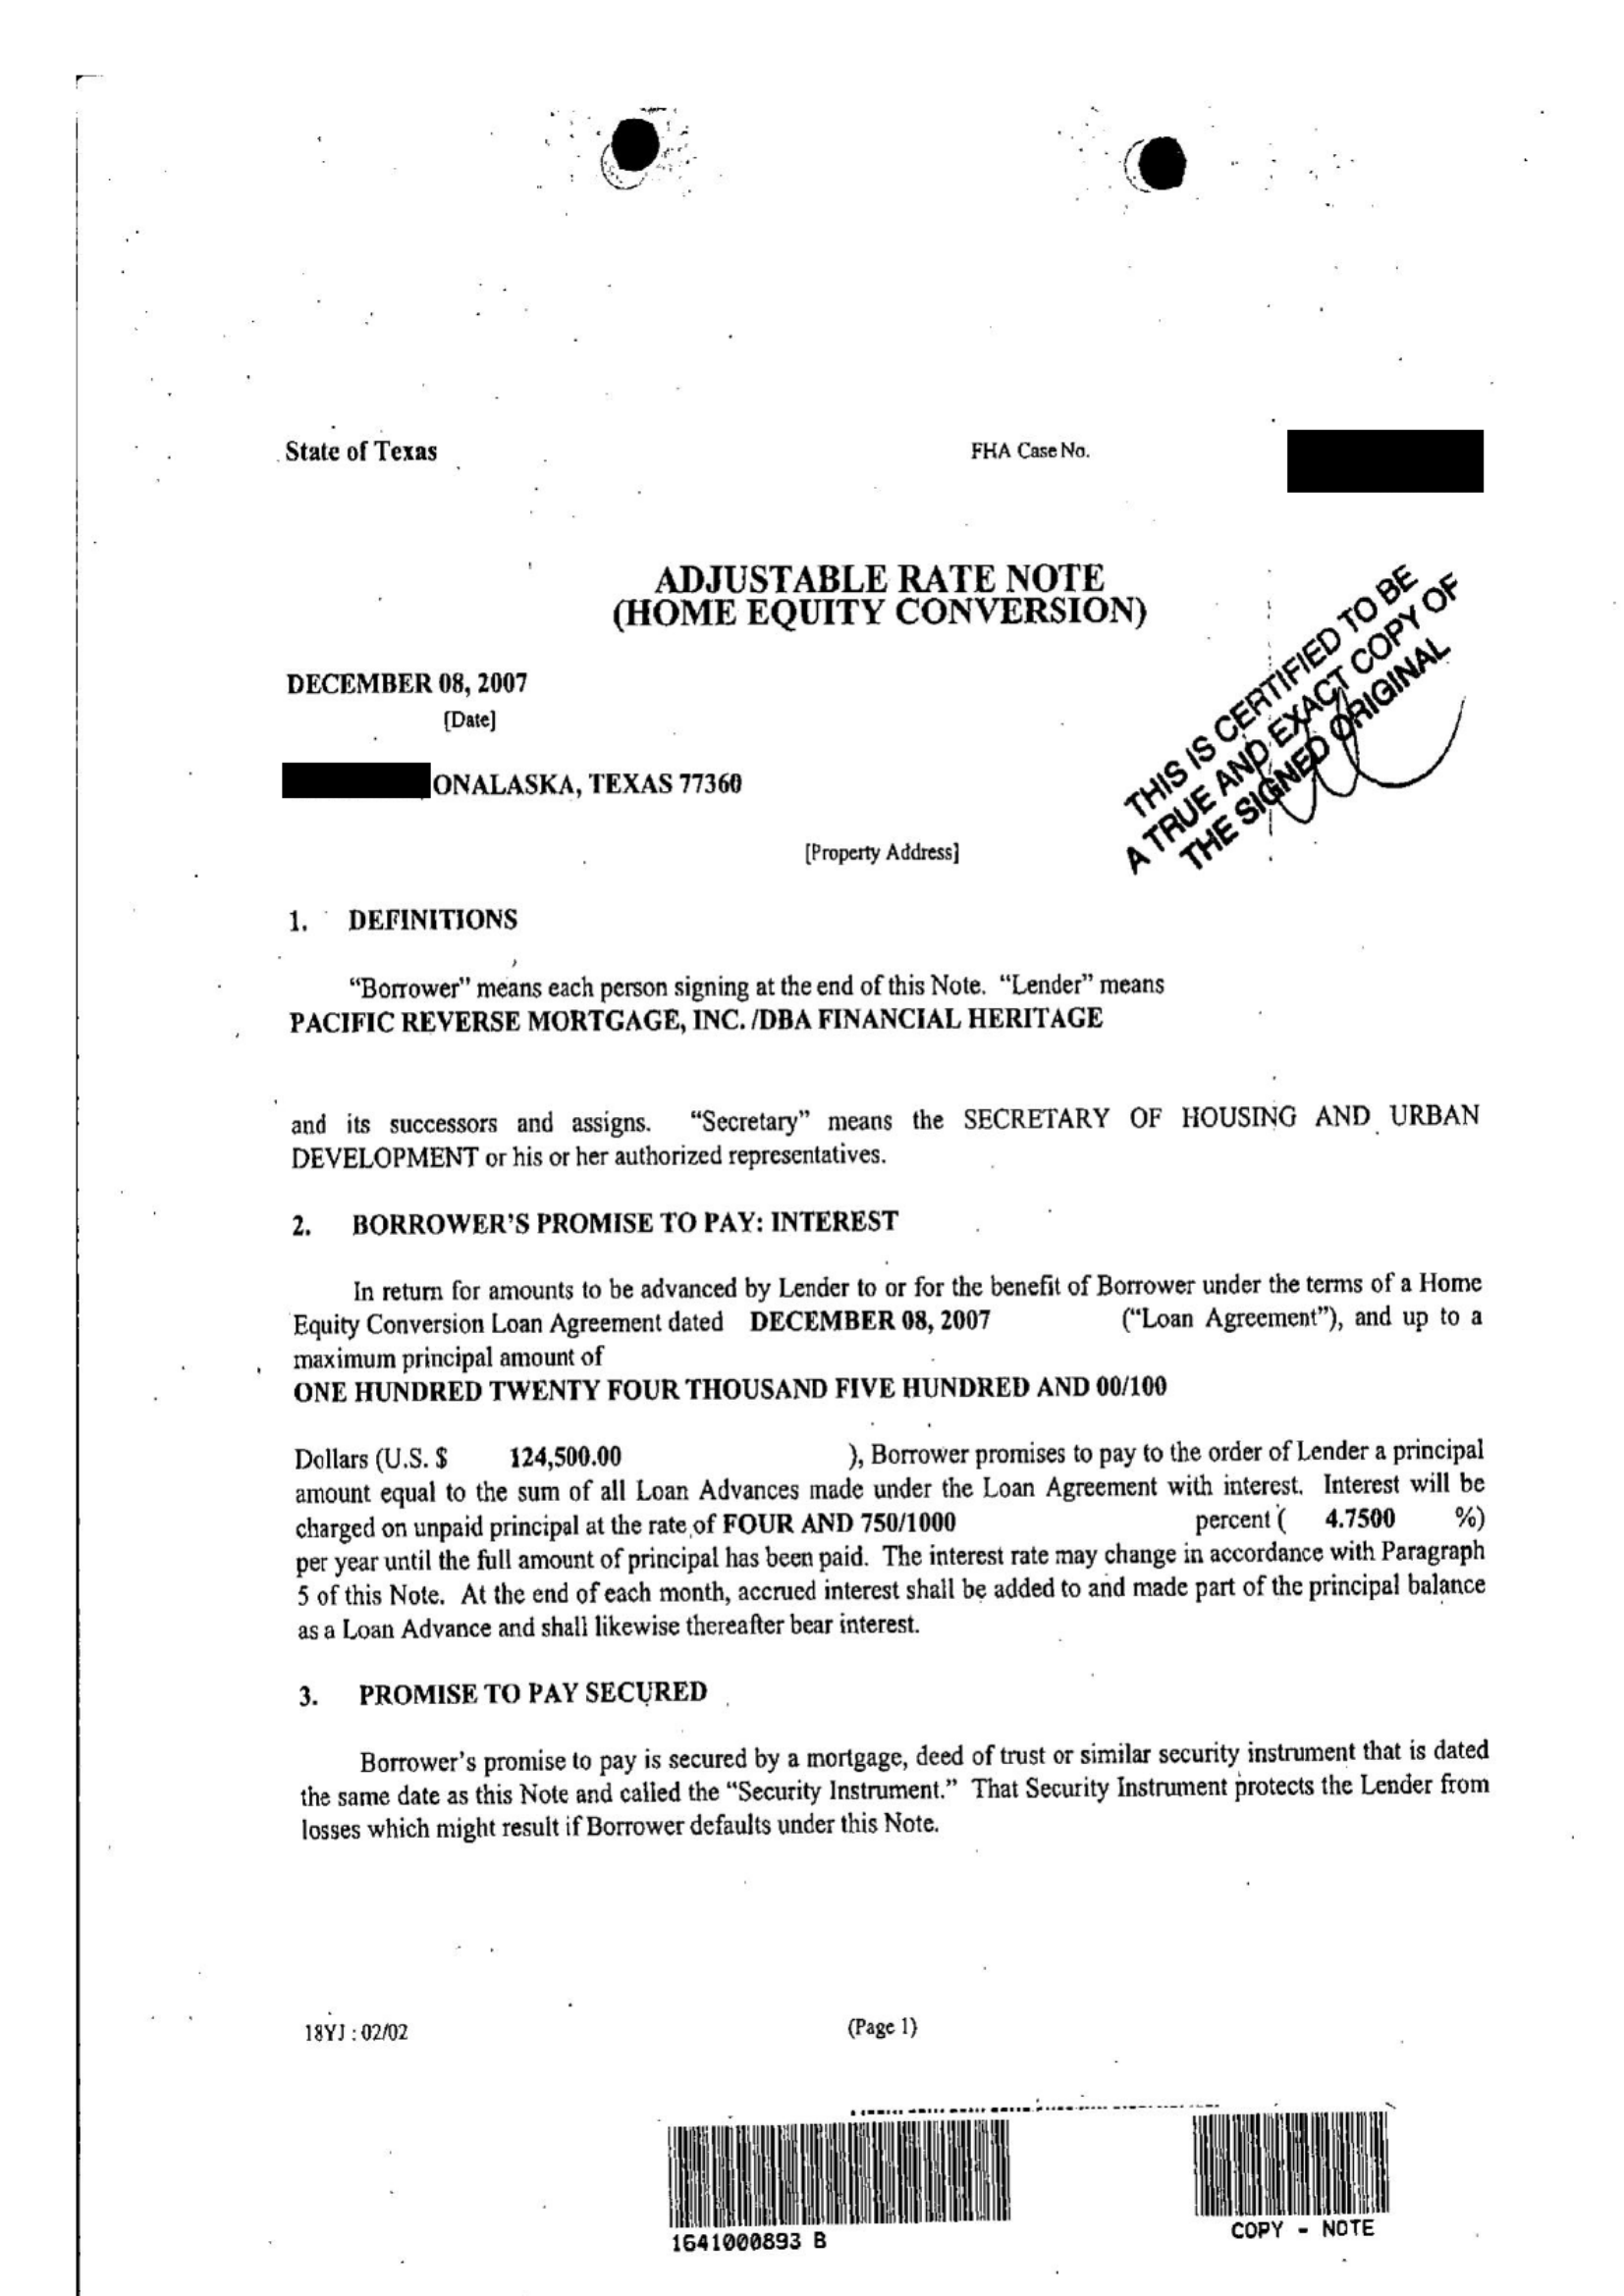 State of Texas
FHA Case No.
ADJUSTABLE RATE NOTE
(HOME EQUITY CONVERSION)
THIS IS CERTIFIED TO BE
A TRUE AND EXACT COPY OF
THE SIGNED ORIGINAL
DECEMBER 08, 2007
[Date]
ONALASKA, TEXAS 77360
[Property Address]
1. DEFINITIONS
“Borrower” means each person signing at the end of this Note. “Lender” means
PACIFIC REVERSE MORTGAGE, INC. /DBA FINANCIAL HERITAGE
and its successors and assigns. “Secretary” means the SECRETARY OF HOUSING AND URBAN
DEVELOPMENT or his or her authorized representatives.
2. BORROWER’S PROMISE TO PAY: INTEREST
In return for amounts to be advanced by Lender to or for the benefit of Borrower under the terms of a Home
Equity Conversion Loan Agreement dated DECEMBER 08, 2007 (“Loan Agreement”), and up to a
maximum principal amount of
ONE HUNDRED TWENTY FOUR THOUSAND FIVE HUNDRED AND 00/100
Dollars (U.S. $ 124,500.00 ), Borrower promises to pay to the order of Lender a principal
amount equal to the sum of all Loan Advances made under the Loan Agreement with interest. Interest will be
charged on unpaid principal at the rate of FOUR AND 750/1000 percent ( 4.7500 %)
per year until the full amount of principal has been paid. The interest rate may change in accordance with Paragraph
5 of this Note. At the end of each month, accrued interest shall be added to and made part of the principal balance
as a Loan Advance and shall likewise thereafter bear interest.
3. PROMISE TO PAY SECURED
Borrower’s promise to pay is secured by a mortgage, deed of trust or similar security instrument that is dated
the same date as this Note and called the “Security Instrument.” That Security Instrument protects the Lender from
losses which might result if Borrower defaults under this Note.
18YJ : 02/02
(Page 1)
1641000893 B
COPY - NOTE